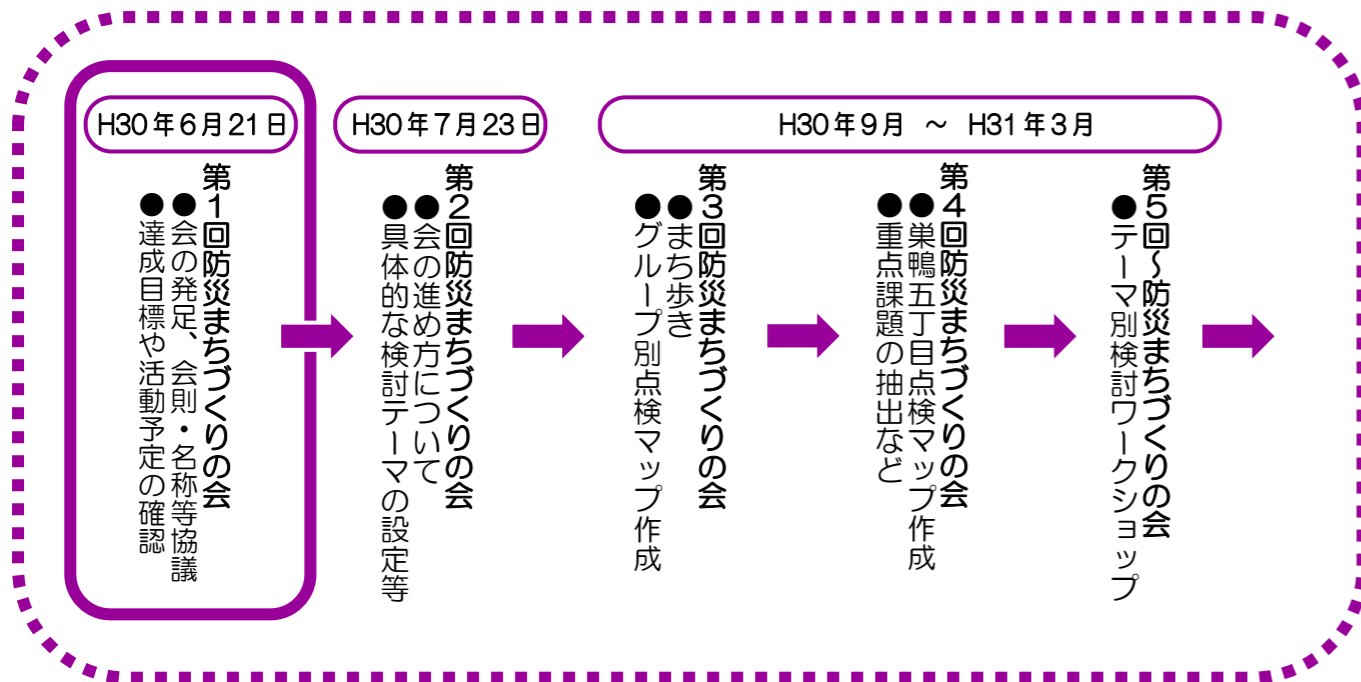 H30年6月21日
第1回防災まちづくりの会
●会の発足、会則・名称等協議
●達成目標や活動予定の確認
H30年7月23日
第2回防災まちづくりの会
●会の進め方について
●具体的な検討テーマの設定等
H30年9月 ～ H31年3月
第3回防災まちづくりの会
●まち歩き
●グループ別点検マップ作成
第4回防災まちづくりの会
●巣鴨五丁目点検マップ作成
●重点課題の抽出など
第5回～防災まちづくりの会
●テーマ別検討ワークショップ